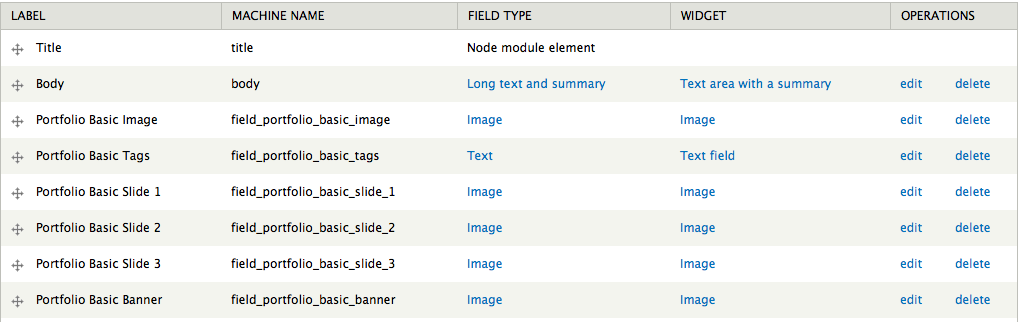 LABEL MACHINE NAME FIELD TYPE WIDGET OPERATIONS
Title title Node module element
Body body Long text and summary Text area with a summary edit delete
Portfolio Basic Image field_portfolio_basic_image Image Image edit delete
Portfolio Basic Tags field_portfolio_basic_tags Text Text field edit delete
Portfolio Basic Slide 1 field_portfolio_basic_slide_1 Image Image edit delete
Portfolio Basic Slide 2 field_portfolio_basic_slide_2 Image Image edit delete
Portfolio Basic Slide 3 field_portfolio_basic_slide_3 Image Image edit delete
Portfolio Basic Banner field_portfolio_basic_banner Image Image edit delete